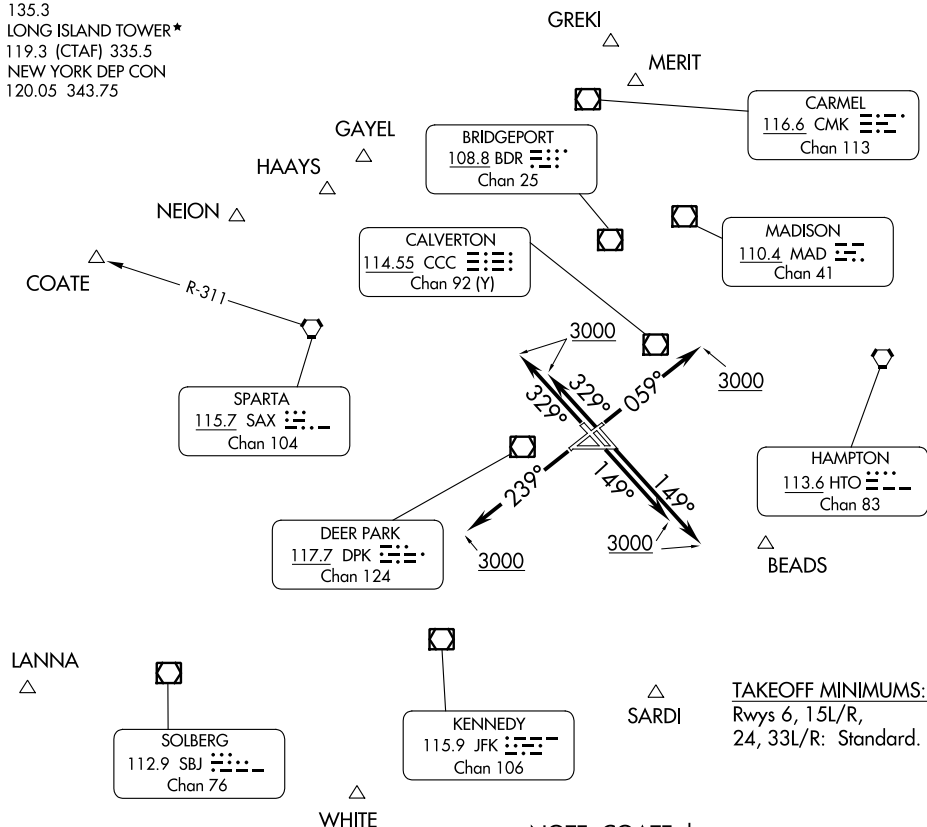 135.3
LONG ISLAND TOWER★
119.3 (CTAF) 335.5
NEW YORK DEP CON
120.05 343.75
GREKI
MERIT
CARMEL
116.6 CMK
Chan 113
BRIDGEPORT
108.8 BDR
Chan 25
GAYEL
HAAYS
NEION
COATE
R-311
CALVERTON
114.55 CCC
Chan 92 (Y)
MADISON
110.4 MAD
Chan 41
SPARTA
115.7 SAX
Chan 104
3000
3000
329°
329°
059°
239°
149°
149°
3000
3000
HAMPTON
113.6 HTO
Chan 83
DEER PARK
117.7 DPK
Chan 124
BEADS
LANNA
SOLBERG
112.9 SBJ
Chan 76
KENNEDY
115.9 JFK
Chan 106
SARDI
WHITE
TAKEOFF MINIMUMS:
Rwys 6, 15L/R,
24, 33L/R: Standard.